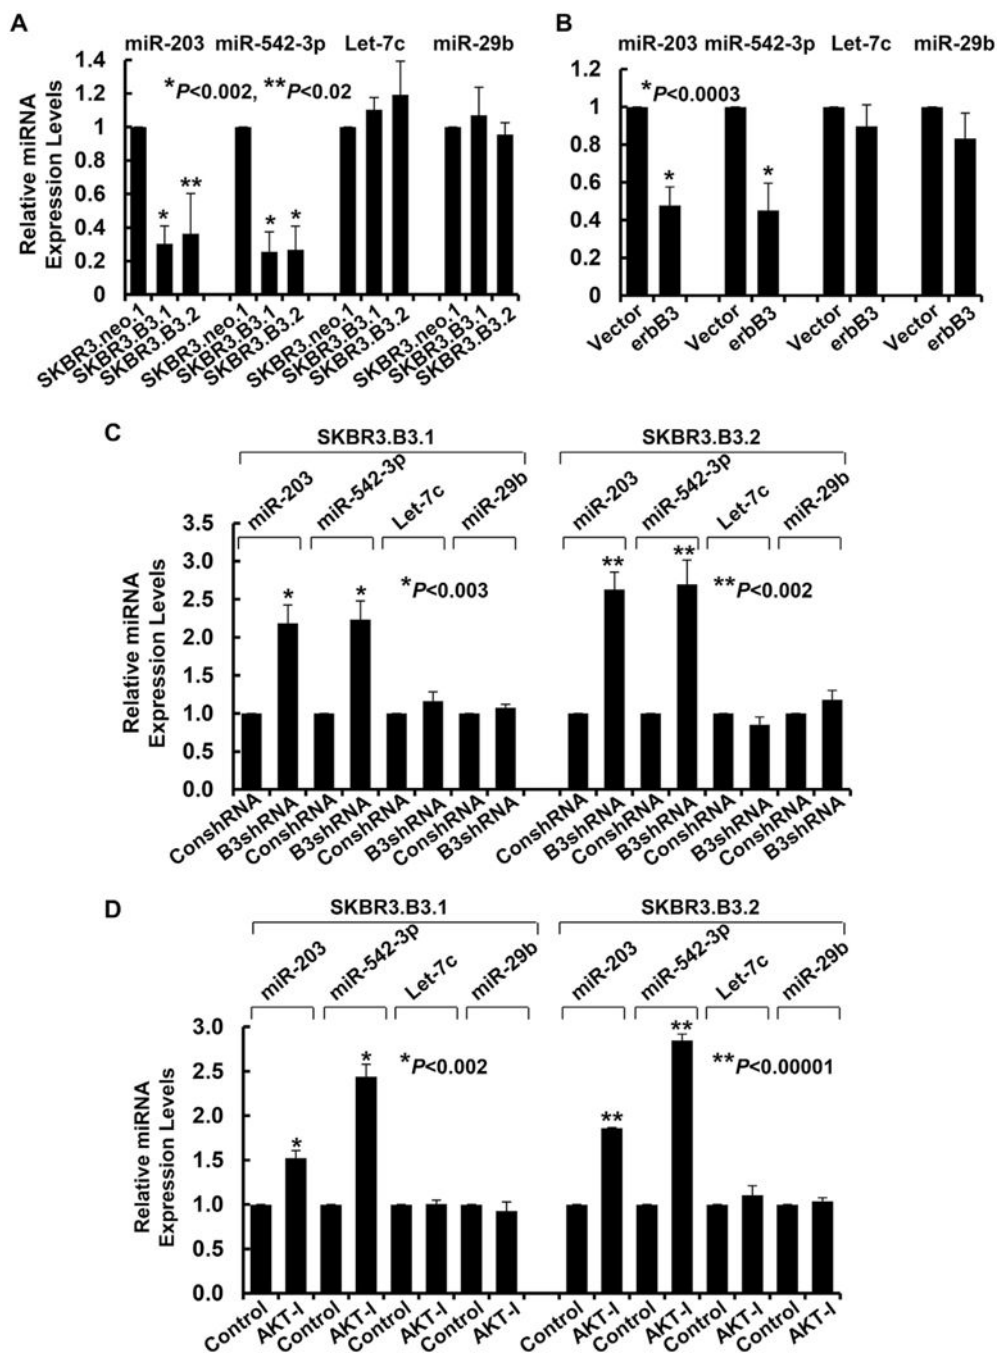 A
miR-203 miR-542-3p Let-7c miR-29b
*P<0.002, **P<0.02
Relative miRNA
Expression Levels
1.4
1.2
1
0.8
0.6
0.4
0.2
0
* ** * *
SKBR3.neo.1 SKBR3.B3.1 SKBR3.B3.2 SKBR3.neo.1 SKBR3.B3.1 SKBR3.B3.2 SKBR3.neo.1 SKBR3.B3.1 SKBR3.B3.2 SKBR3.neo.1 SKBR3.B3.1 SKBR3.B3.2
B
miR-203 miR-542-3p Let-7c miR-29b
*P<0.0003
1.2
1
0.8
0.6
0.4
0.2
0
* *
Vector erbB3 Vector erbB3 Vector erbB3 Vector erbB3
C
SKBR3.B3.1 SKBR3.B3.2
miR-203 miR-542-3p Let-7c miR-29b miR-203 miR-542-3p Let-7c miR-29b
Relative miRNA
Expression Levels
3.5
3.0
2.5
2.0
1.5
1.0
0.5
0.0
* * ** **
*P<0.003 **P<0.002
ConshRNA B3shRNA ConshRNA B3shRNA ConshRNA B3shRNA ConshRNA B3shRNA ConshRNA B3shRNA ConshRNA B3shRNA ConshRNA B3shRNA ConshRNA B3shRNA
D
SKBR3.B3.1 SKBR3.B3.2
miR-203 miR-542-3p Let-7c miR-29b miR-203 miR-542-3p Let-7c miR-29b
Relative miRNA
Expression Levels
3.0
2.5
2.0
1.5
1.0
0.5
0.0
* * ** **
*P<0.002 **P<0.00001
Control AKT-I Control AKT-I Control AKT-I Control AKT-I Control AKT-I Control AKT-I Control AKT-I Control AKT-I